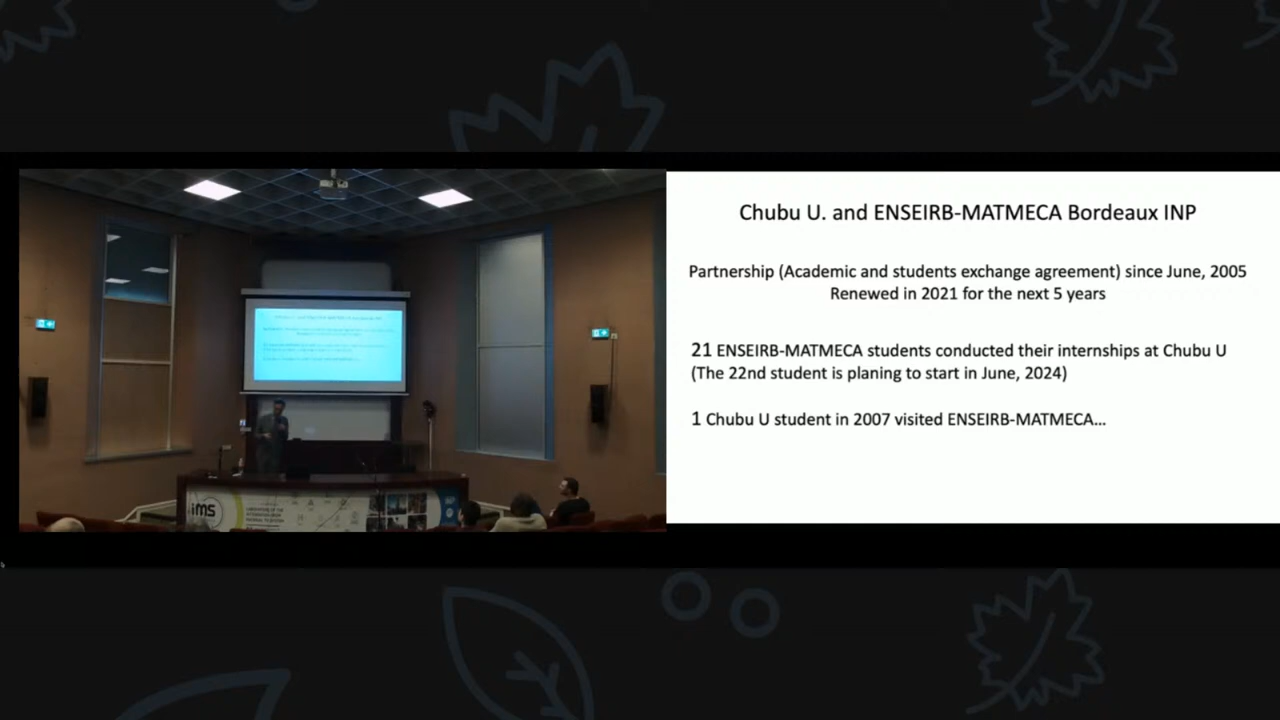 Chubu U. and ENSEIRB-MATMECA Bordeaux INP
Partnership (Academic and students exchange agreement) since June, 2005
Renewed in 2021 for the next 5 years
21 ENSEIRB-MATMECA students conducted their internships at Chubu U
(The 22nd student is planing to start in June, 2024)
1 Chubu U student in 2007 visited ENSEIRB-MATMECA...
iMS